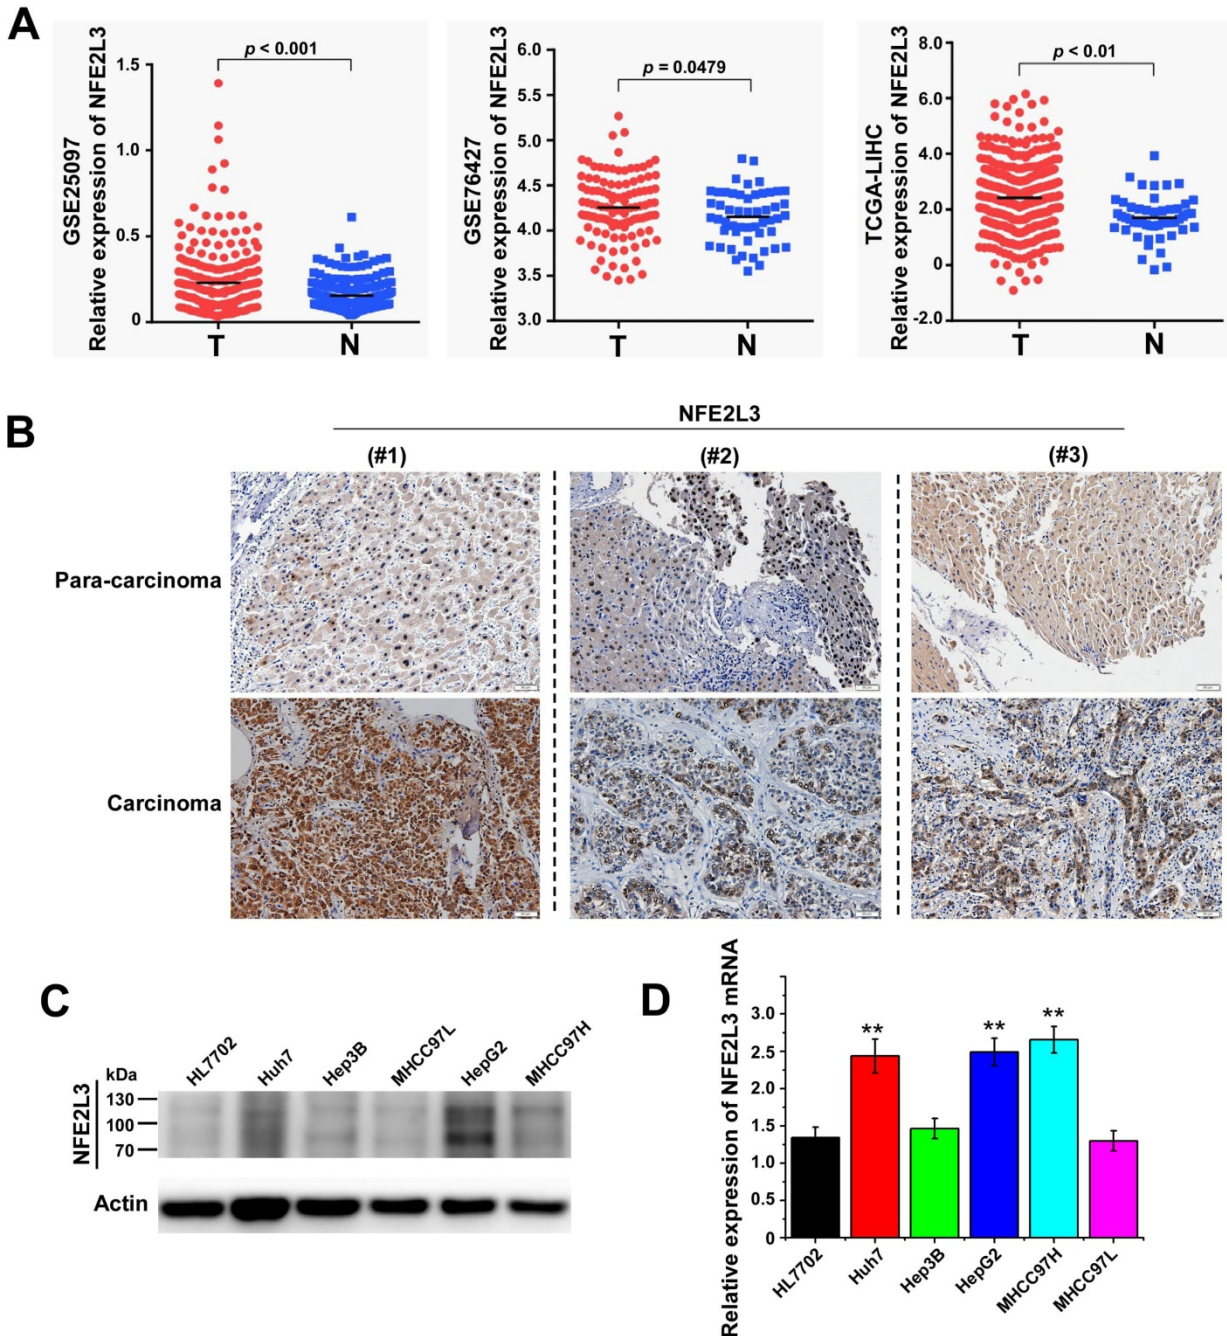 A
GSE25097
Relative expression of NFE2L3
p < 0.001
1.5
1.0
0.5
0
T
N
GSE76427
Relative expression of NFE2L3
p = 0.0479
6.0
5.5
5.0
4.5
4.0
3.5
3.0
T
N
TCGA-LIHC
Relative expression of NFE2L3
p < 0.01
8.0
6.0
4.0
2.0
0
-2.0
T
N
B
NFE2L3
(#1)
(#2)
(#3)
Para-carcinoma
Carcinoma
C
HL7702
Huh7
Hep3B
MHCC97L
HepG2
MHCC97H
NFE2L3
kDa
130
100
70
Actin
D
Relative expression of NFE2L3 mRNA
3.0
2.5
2.0
1.5
1.0
0.5
0
**
**
**
HL7702
Huh7
Hep3B
HepG2
MHCC97H
MHCC97L